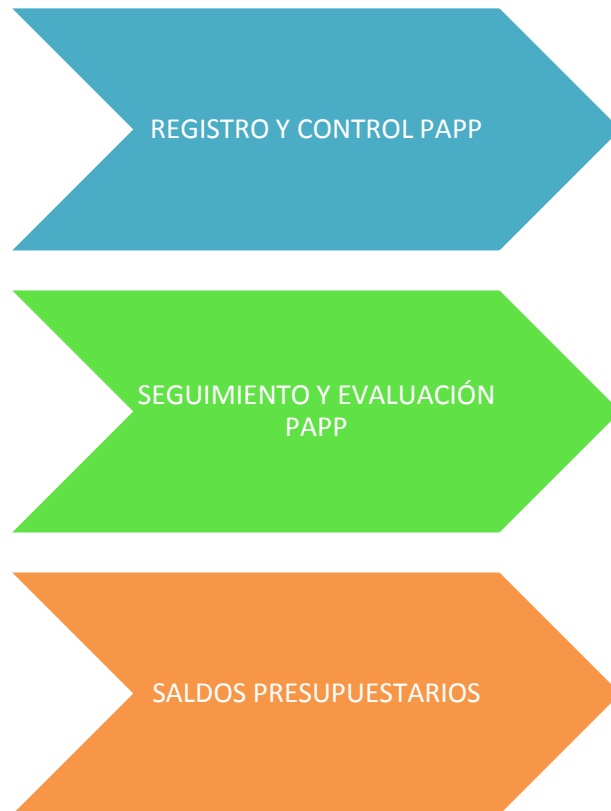 REGISTRO Y CONTROL PAPP
SEGUIMIENTO Y EVALUACIÓN
PAPP
SALDOS PRESUPUESTARIOS